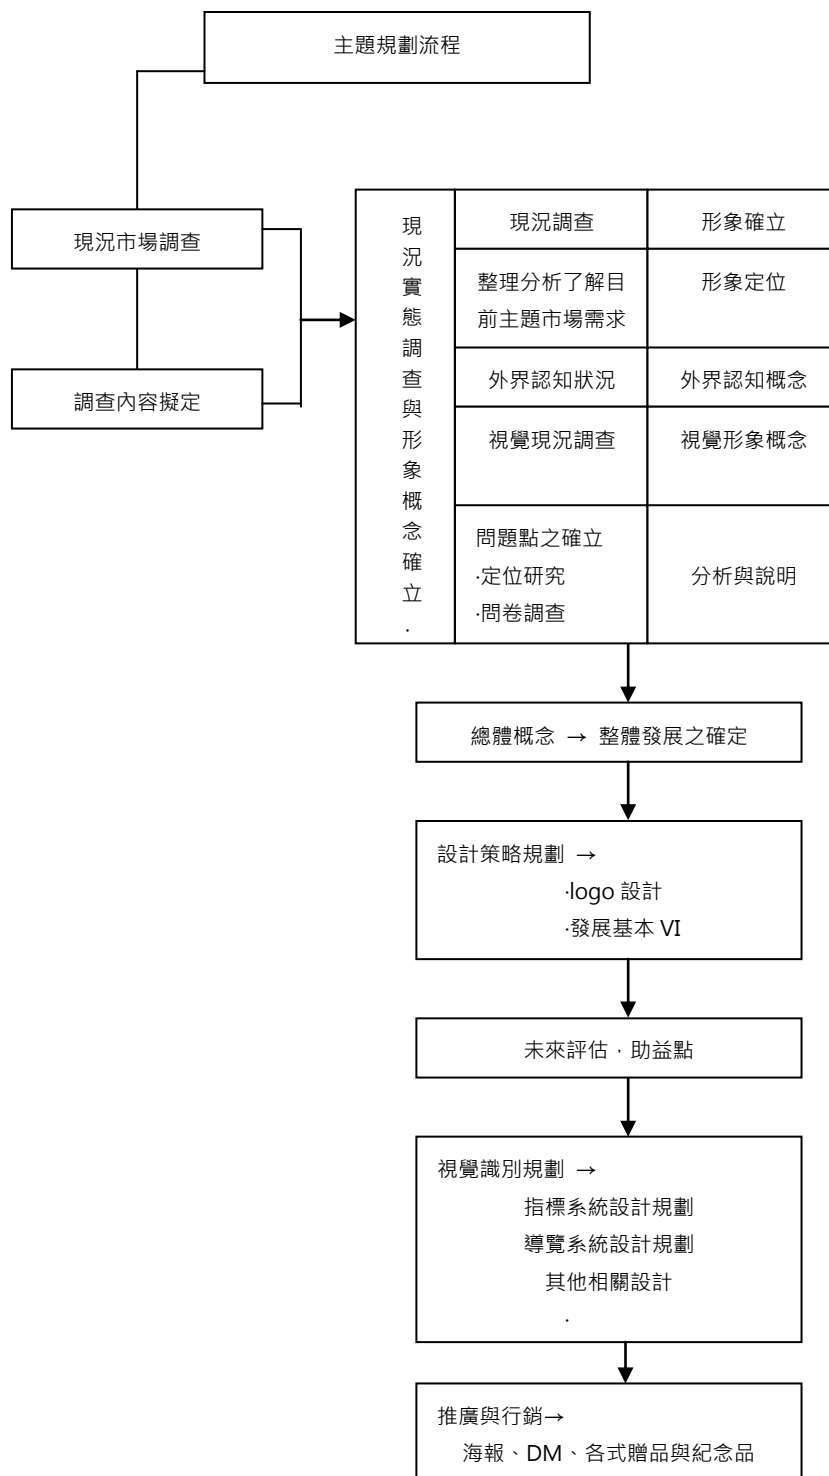 主題規劃流程
現況市場調查
調查內容擬定
現況實態調查與形象概念確立.
現況調查
形象確立
整理分析了解目
前主題市場需求
形象定位
外界認知狀況
外界認知概念
視覺現況調查
視覺形象概念
問題點之確立
·定位研究
·問卷調查
分析與說明
總體概念 → 整體發展之確定
設計策略規劃 →
·logo 設計
·發展基本 VI
未來評估．助益點
視覺識別規劃 →
指標系統設計規劃
導覽系統設計規劃
其他相關設計
.
推廣與行銷→
海報、DM、各式贈品與紀念品